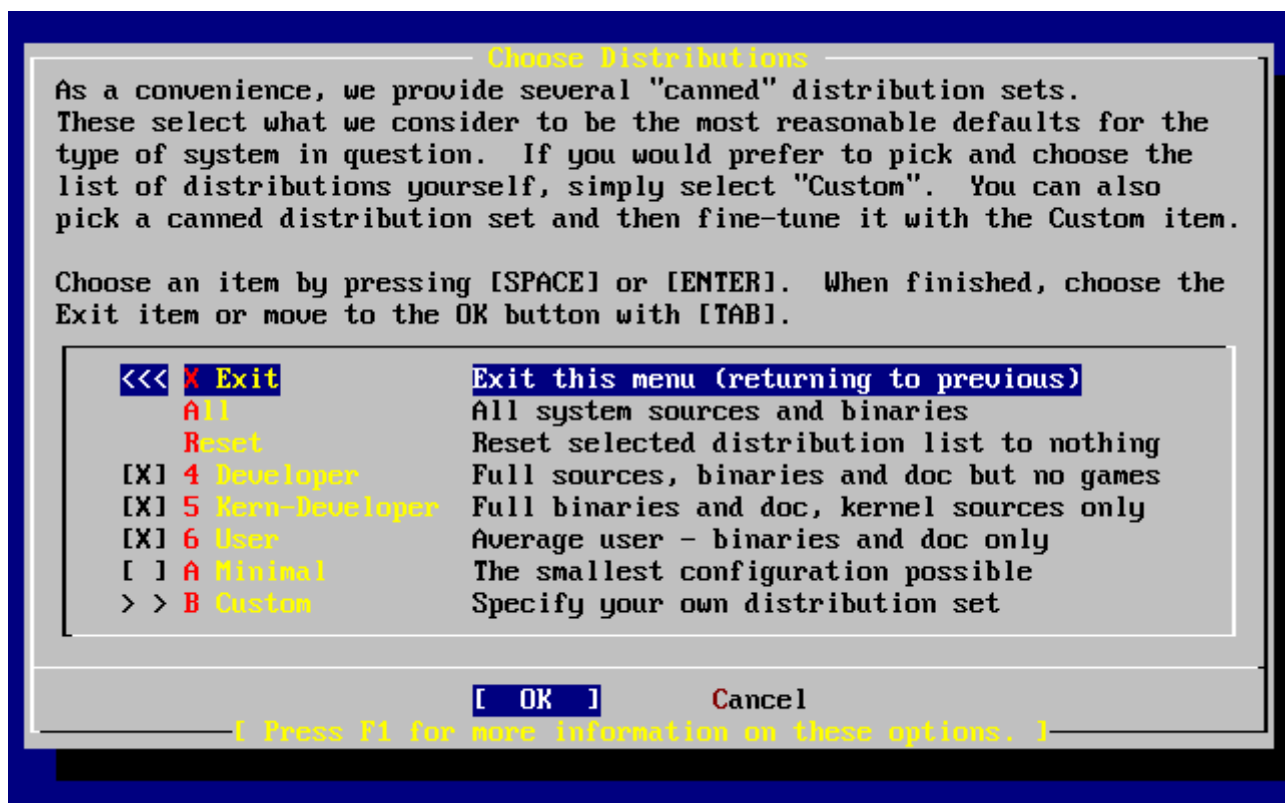 Choose Distributions
As a convenience, we provide several "canned" distribution sets.
These select what we consider to be the most reasonable defaults for the
type of system in question.  If you would prefer to pick and choose the
list of distributions yourself, simply select "Custom".  You can also
pick a canned distribution set and then fine-tune it with the Custom item.
Choose an item by pressing [SPACE] or [ENTER].  When finished, choose the
Exit item or move to the OK button with [TAB].
<<< X Exit Exit this menu (returning to previous)
All All system sources and binaries
Reset Reset selected distribution list to nothing
[X] 4 Developer Full sources, binaries and doc but no games
[X] 5 Kern-Developer Full binaries and doc, kernel sources only
[X] 6 User Average user - binaries and doc only
[ ] A Minimal The smallest configuration possible
> > B Custom Specify your own distribution set
[ OK ] Cancel
[ Press F1 for more information on these options. ]